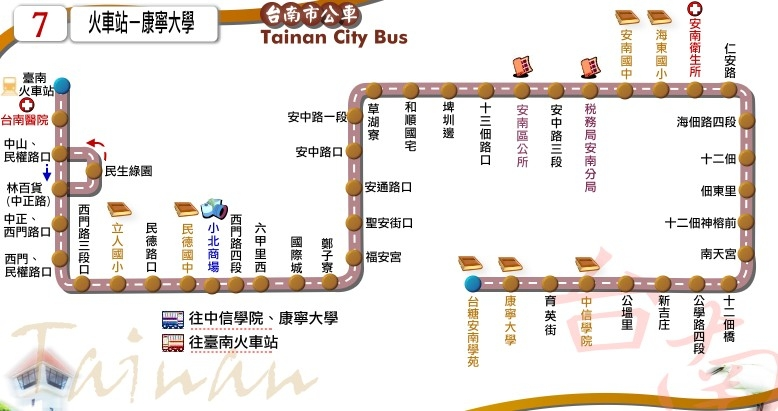 7
火車站－康寧大學
台南市公車
Tainan City Bus
臺南
火車站
台南醫院
中山、
民權路口
民生綠園
林百貨
(中正路)
中正、
西門路口
西門、
民權路口
西門路三段口
立人國小
民德路口
民德國中
小北商場
西門路四段
六甲里西
國際城
鄭子寮
福安宮
聖安街口
安通路口
安中路口
安中路一段
草湖寮
和順國宅
埤圳邊
十三佃路口
安南區公所
安中路三段
稅務局安南分局
安南國中
海東國小
安南衛生所
仁安路
海佃路四段
十二佃
佃東里
十二佃神榕前
南天宮
十二佃橋
公學路四段
新吉庄
公塭里
中信學院
育英街
康寧大學
台糖安南學苑
往中信學院、康寧大學
往臺南火車站
Tainan
台南